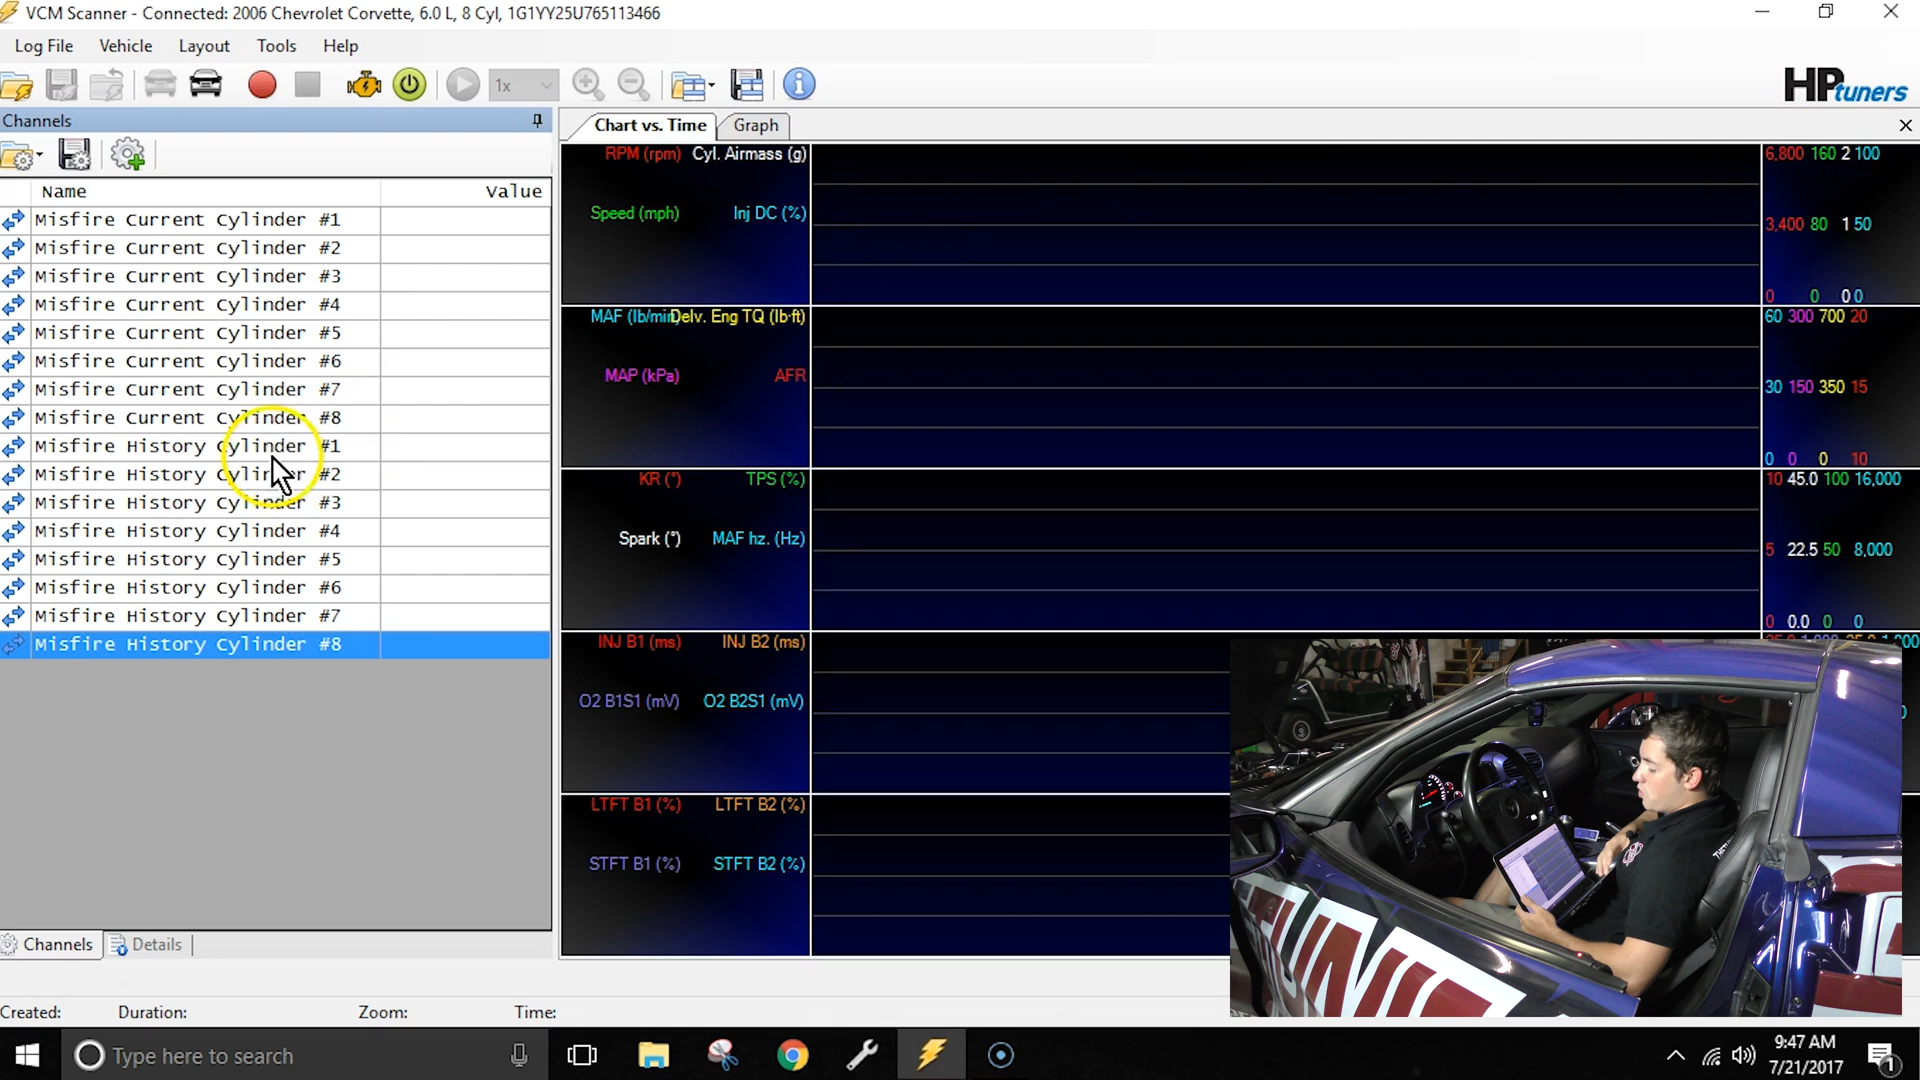 VCM Scanner - Connected: 2006 Chevrolet Corvette, 6.0 L, 8 Cyl, 1G1YY25U765113466
Log File Vehicle Layout Tools Help
1x
HPtuners
Channels
Chart vs. Time Graph
Name Value
Misfire Current Cylinder #1
Misfire Current Cylinder #2
Misfire Current Cylinder #3
Misfire Current Cylinder #4
Misfire Current Cylinder #5
Misfire Current Cylinder #6
Misfire Current Cylinder #7
Misfire Current Cylinder #8
Misfire History Cylinder #1
Misfire History Cylinder #2
Misfire History Cylinder #3
Misfire History Cylinder #4
Misfire History Cylinder #5
Misfire History Cylinder #6
Misfire History Cylinder #7
Misfire History Cylinder #8
RPM (rpm) Cyl. Airmass (g)
6,800 160 2 100
Speed (mph) Inj DC (%)
3,400 80 1 50
0 0 0 0
MAF (lb/min) Delv. Eng TQ (lb·ft)
60 300 700 20
MAP (kPa) AFR
30 150 350 15
0 0 0 10
KR (°) TPS (%)
10 45.0 100 16,000
Spark (°) MAF hz. (Hz)
5 22.5 50 8,000
0 0.0 0 0
INJ B1 (ms) INJ B2 (ms)
O2 B1S1 (mV) O2 B2S1 (mV)
LTFT B1 (%) LTFT B2 (%)
STFT B1 (%) STFT B2 (%)
Channels Details
Created: Duration: Zoom: Time:
Type here to search
9:47 AM
7/21/2017
1